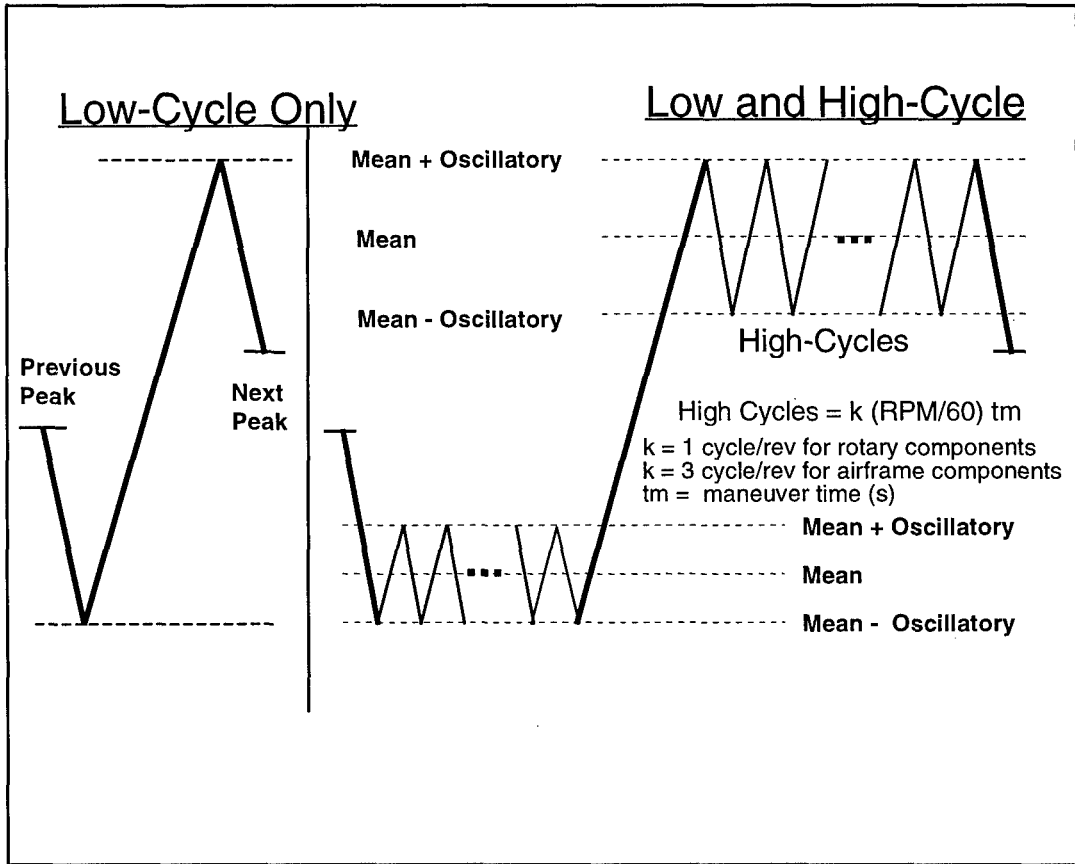 Low-Cycle Only
Low and High-Cycle
Mean + Oscillatory
Mean
Mean - Oscillatory
High-Cycles
Previous
Peak
Next
Peak
High Cycles = k (RPM/60) tm
k = 1 cycle/rev for rotary components
k = 3 cycle/rev for airframe components
tm = maneuver time (s)
Mean + Oscillatory
Mean
Mean - Oscillatory